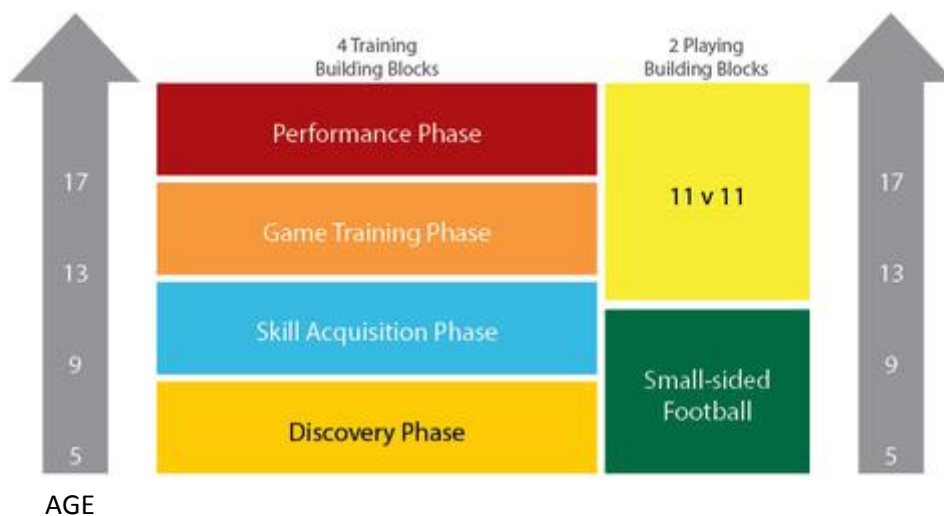 4 Training
Building Blocks
2 Playing
Building Blocks
Performance Phase
17
11 v 11
17
Game Training Phase
13
13
Skill Acquisition Phase
9
9
Small-sided
Football
Discovery Phase
5
5
AGE